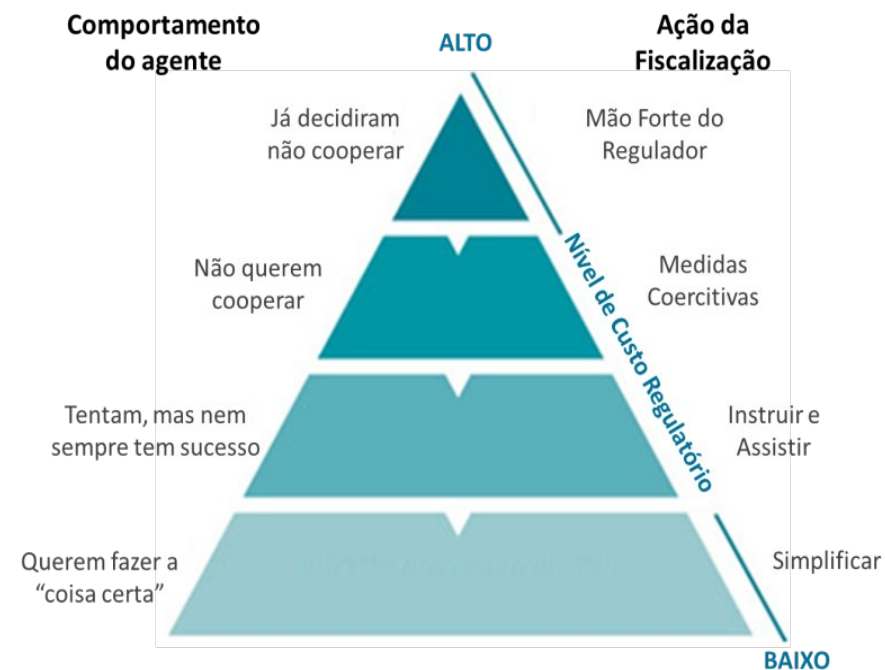 Comportamento
do agente
ALTO
Ação da
Fiscalização
Já decidiram
não cooperar
Mão Forte do
Regulador
Não querem
cooperar
Nível de Custo Regulatório
Medidas
Coercitivas
Tentam, mas nem
sempre tem sucesso
Instruir e
Assistir
Querem fazer a
“coisa certa”
Simplificar
BAIXO